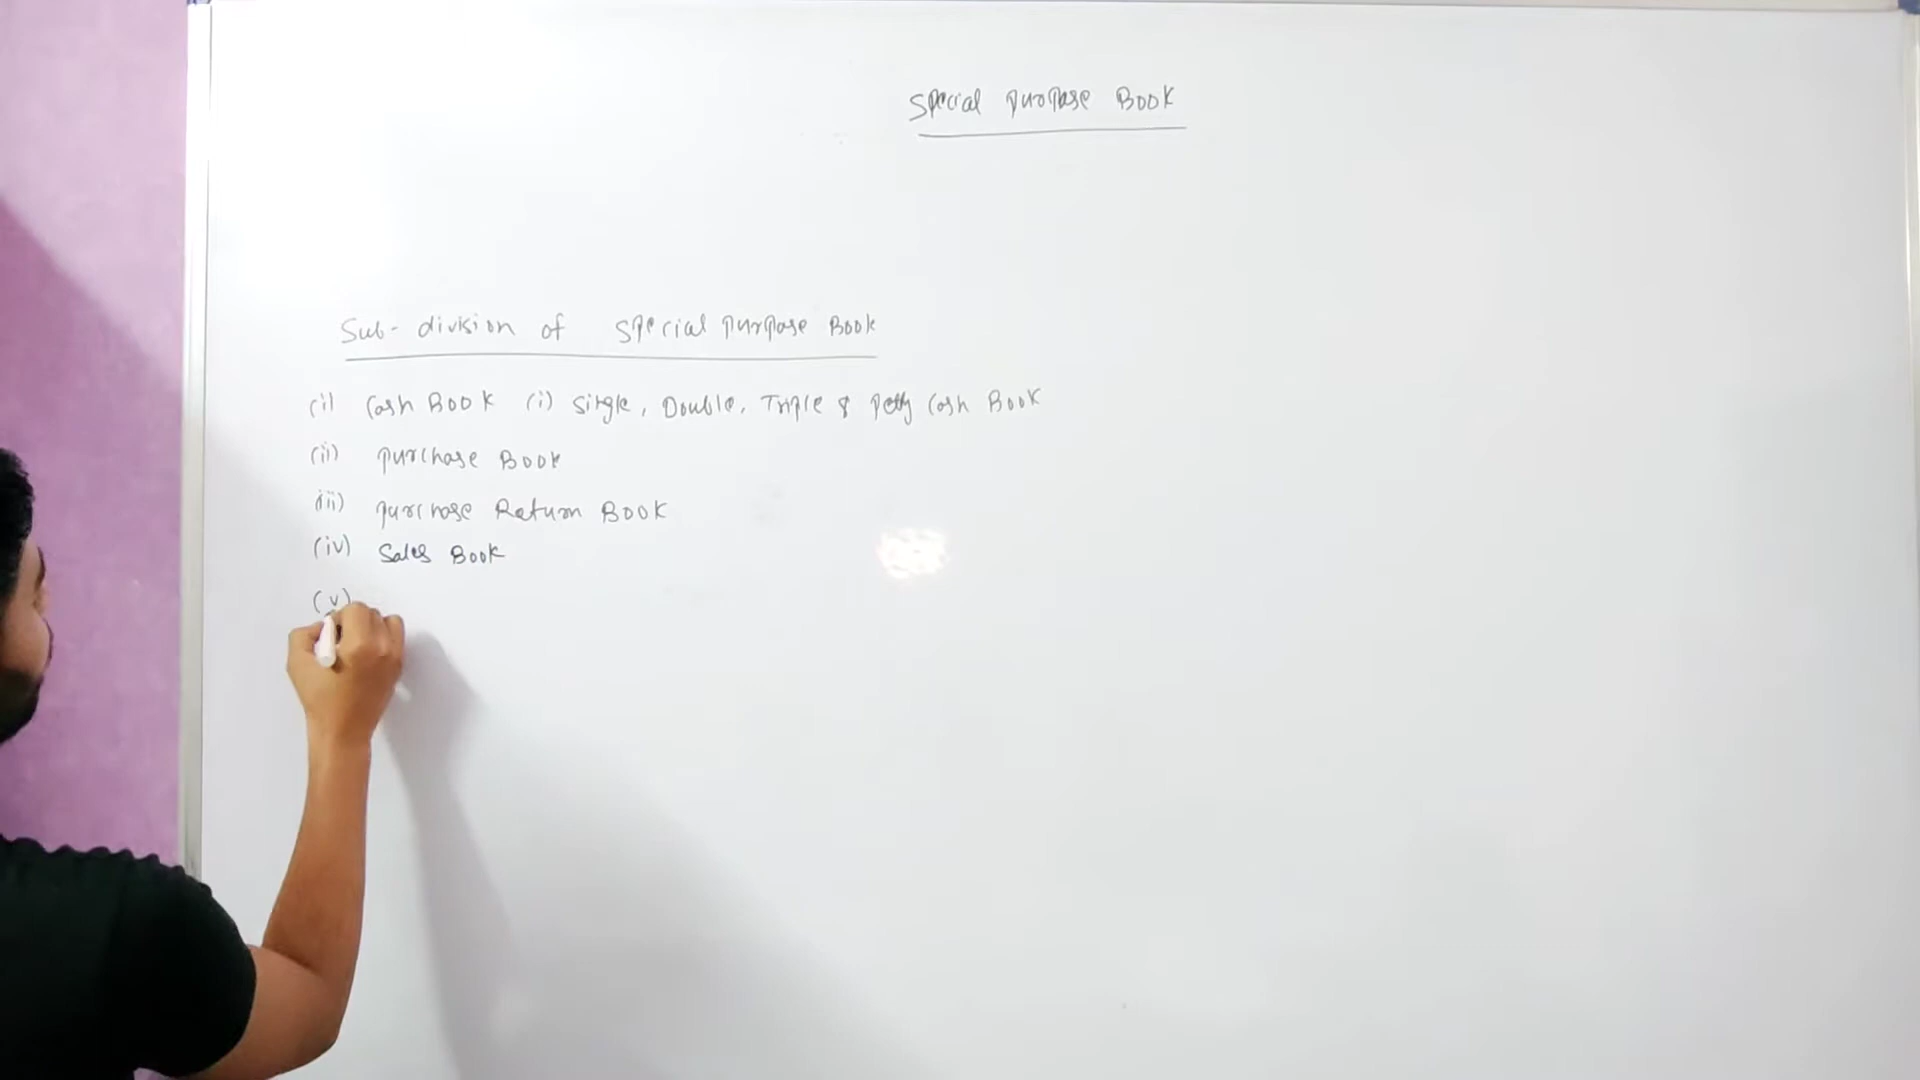 Special Purpose Book
Sub-division of Special Purpose Book
(i) Cash Book (i) Single, Double, Triple & Petty Cash Book
(ii) Purchase Book
(iii) Purchase Return Book
(iv) Sales Book
(v)